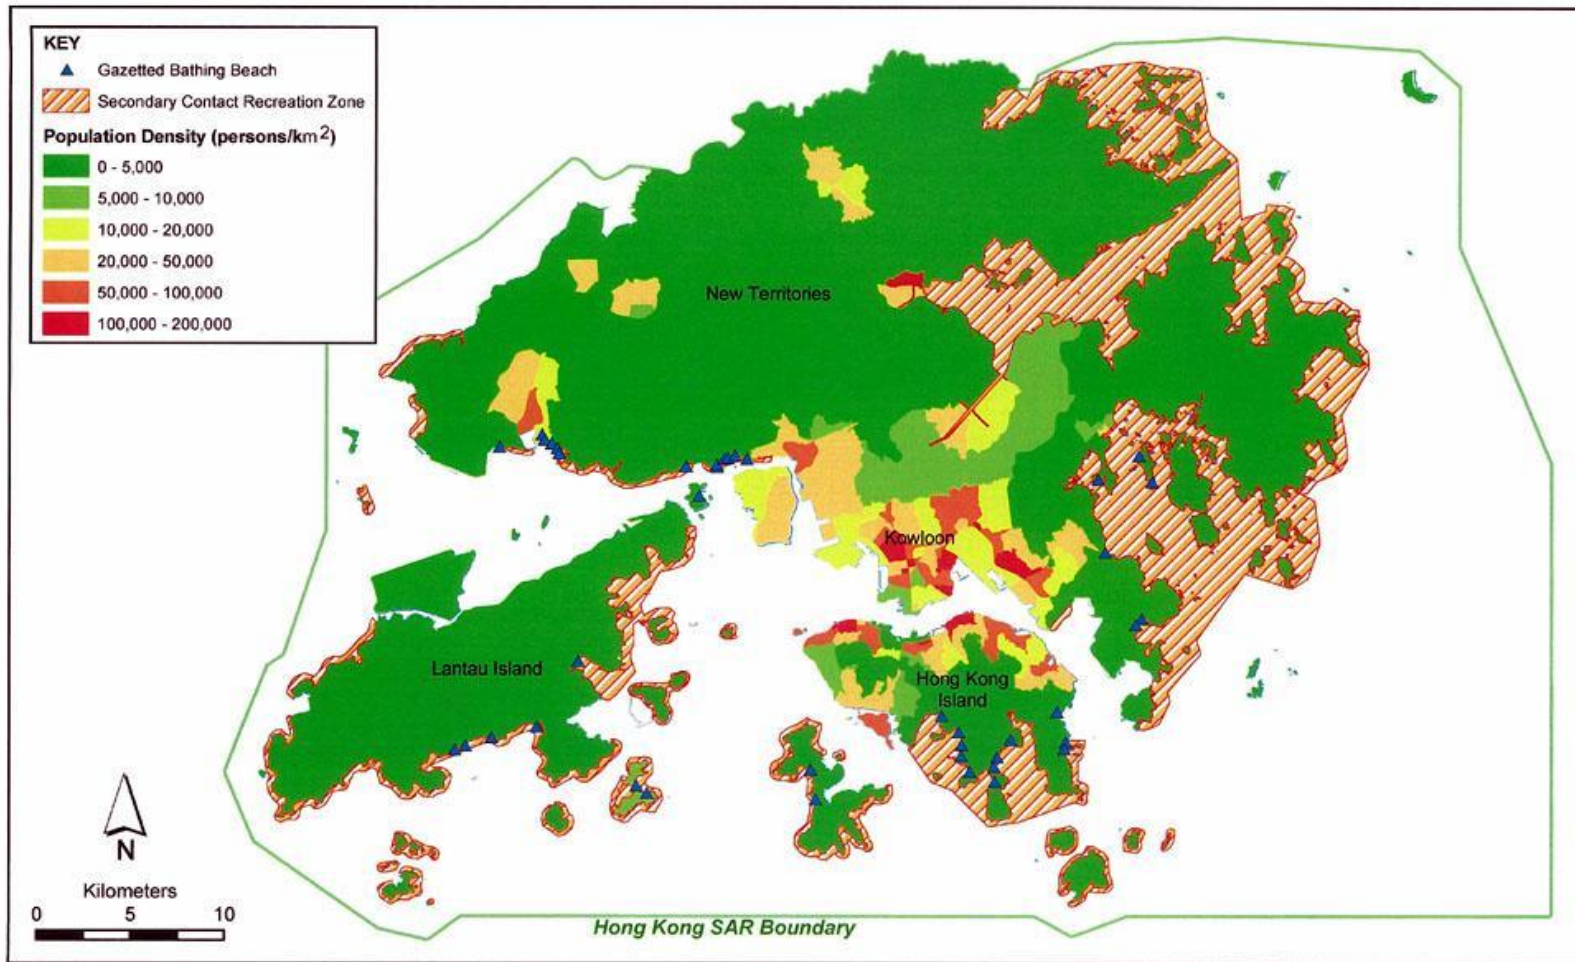 KEY
Gazetted Bathing Beach
Secondary Contact Recreation Zone
Population Density (persons/km2)
0 - 5,000
5,000 - 10,000
10,000 - 20,000
20,000 - 50,000
50,000 - 100,000
100,000 - 200,000
New Territories
Kowloon
Lantau Island
Hong Kong
Island
N
Kilometers
0 5 10
Hong Kong SAR Boundary